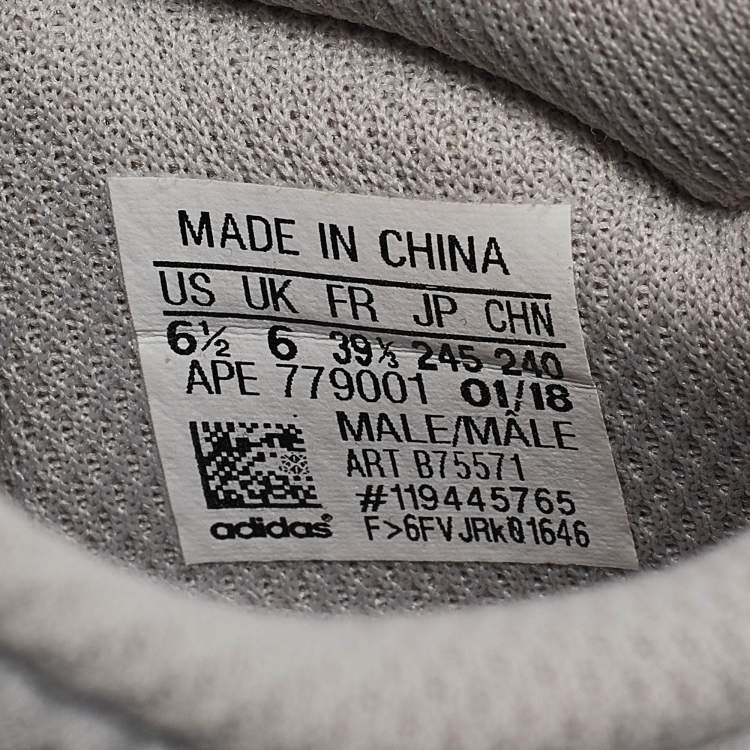 MADE IN CHINA
US UK FR JP CHN
6½ 6 39⅓ 245 240
APE 779001 01/18
MALE/MÂLE
ART B75571
#119445765
adidas® F>6FVJRk01646